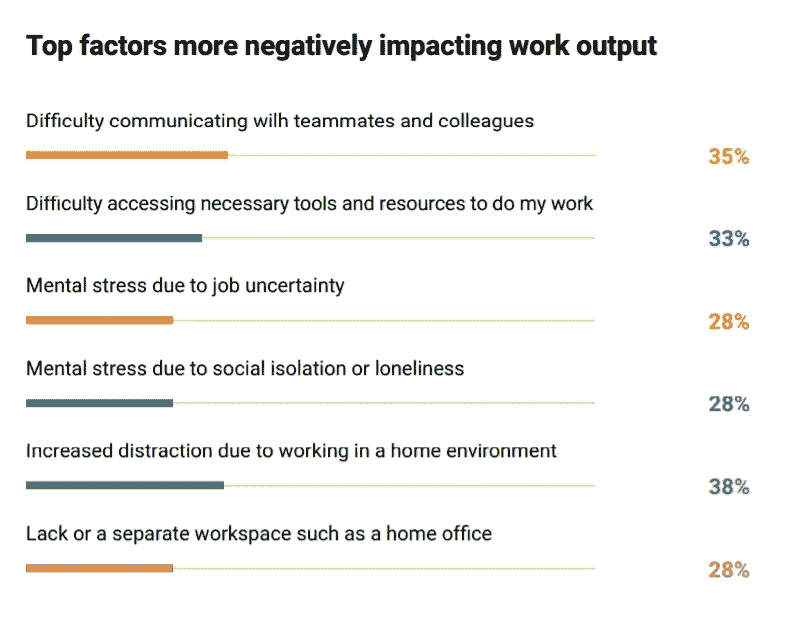 Top factors more negatively impacting work output
Difficulty communicating wilh teammates and colleagues
35%
Difficulty accessing necessary tools and resources to do my work
33%
Mental stress due to job uncertainty
28%
Mental stress due to social isolation or loneliness
28%
Increased distraction due to working in a home environment
38%
Lack or a separate workspace such as a home office
28%